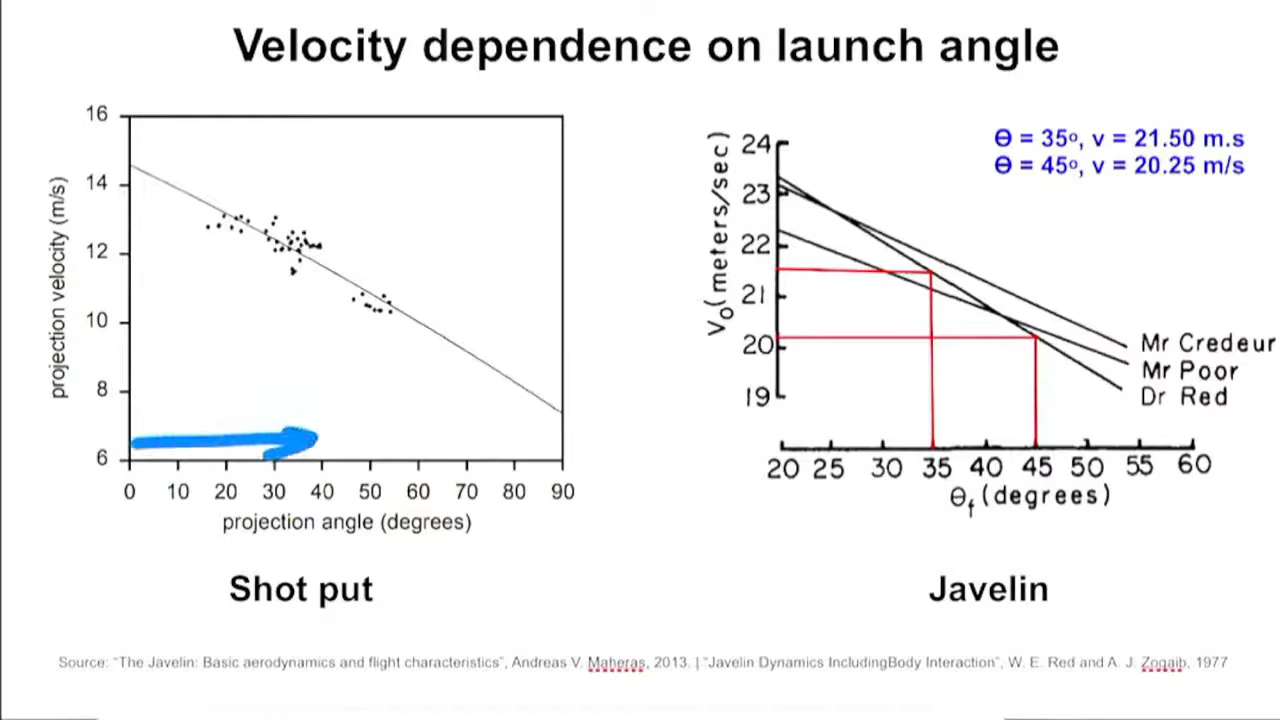 Velocity dependence on launch angle
16
14
12
10
8
6
projection velocity (m/s)
0 10 20 30 40 50 60 70 80 90
projection angle (degrees)
Shot put
Θ = 35º, v = 21.50 m.s
Θ = 45º, v = 20.25 m/s
24
23
22
21
20
19
V₀(meters/sec)
Mr Credeur
Mr Poor
Dr Red
20 25 30 35 40 45 50 55 60
θf (degrees)
Javelin
Source: "The Javelin: Basic aerodynamics and flight characteristics", Andreas V. Maheras, 2013. | "Javelin Dynamics IncludingBody Interaction", W. E. Red and A. J. Zogaib, 1977